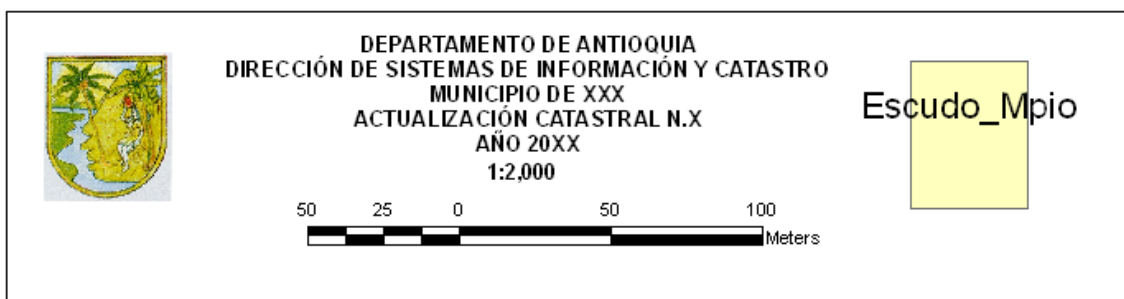 DEPARTAMENTO DE ANTIOQUIA
DIRECCIÓN DE SISTEMAS DE INFORMACIÓN Y CATASTRO
MUNICIPIO DE XXX
ACTUALIZACIÓN CATASTRAL N.X
AÑO 20XX
1:2,000
Escudo_Mpio
50 25 0 50 100
Meters